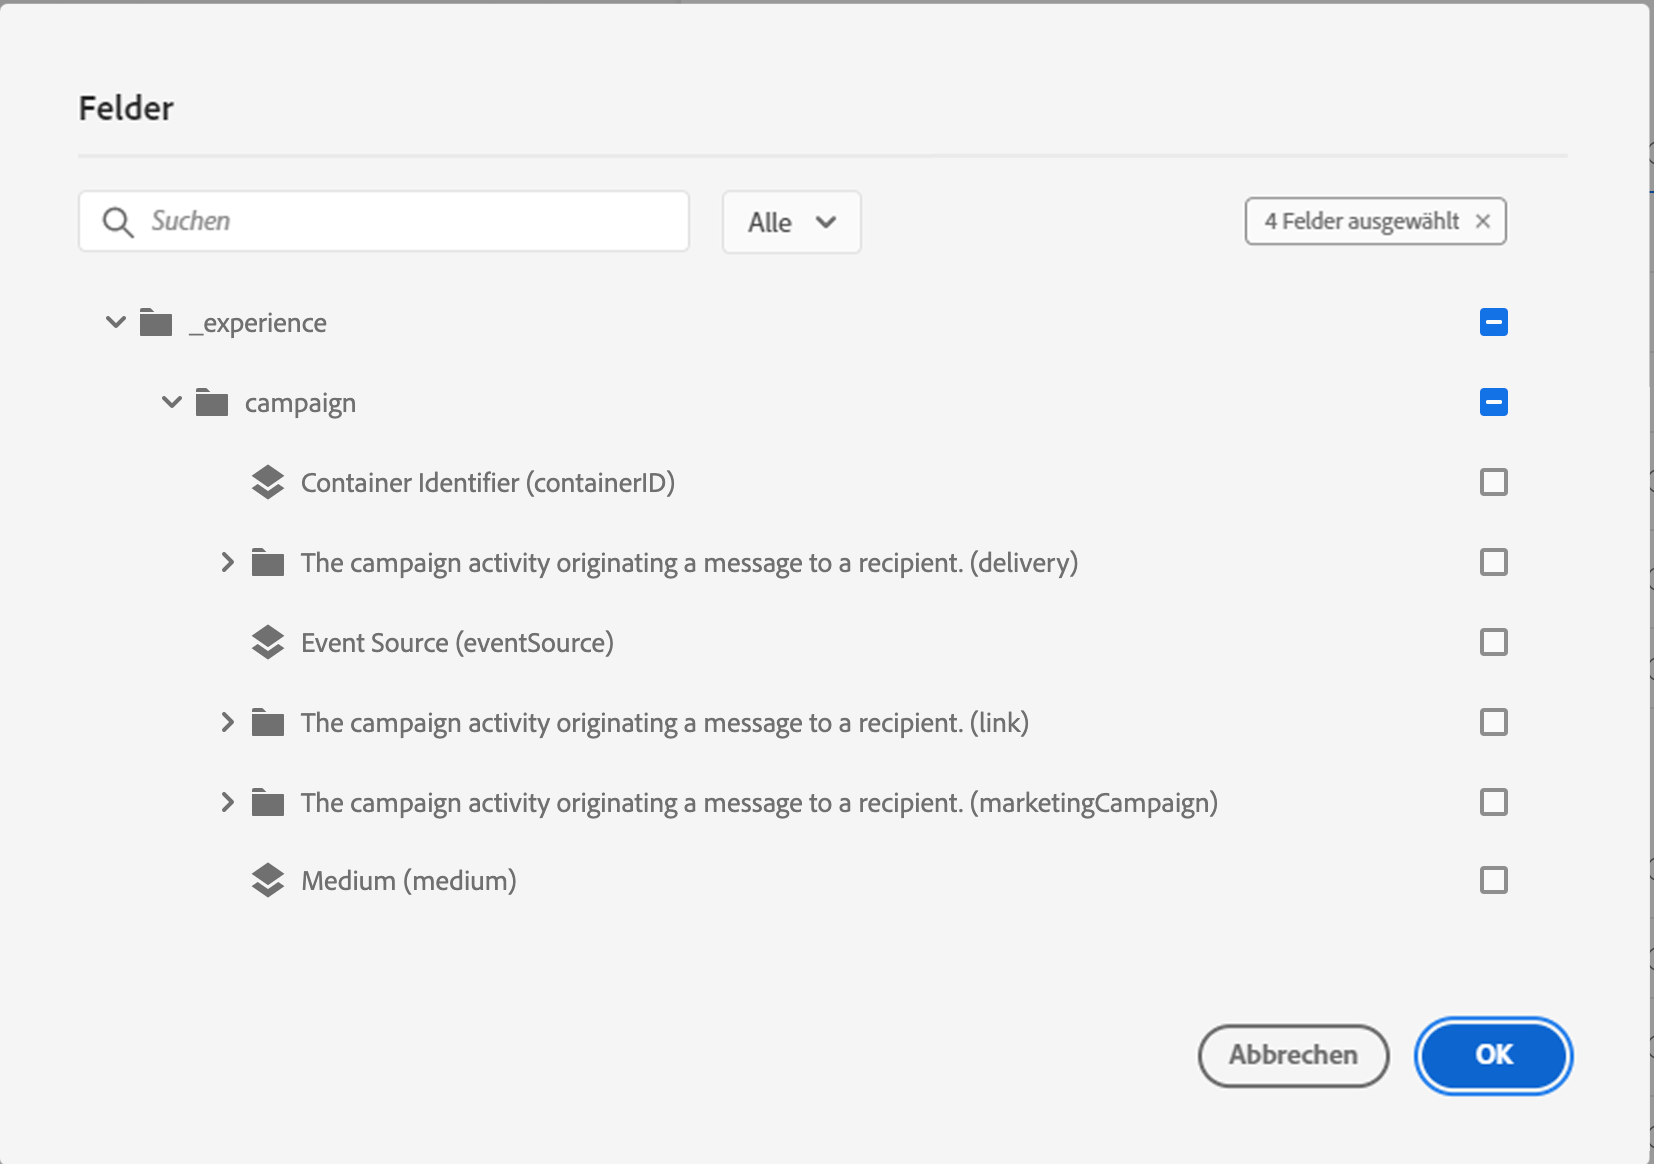 Felder
Suchen
Alle
4 Felder ausgewählt
_experience
campaign
Container Identifier (containerID)
The campaign activity originating a message to a recipient. (delivery)
Event Source (eventSource)
The campaign activity originating a message to a recipient. (link)
The campaign activity originating a message to a recipient. (marketingCampaign)
Medium (medium)
Abbrechen
OK